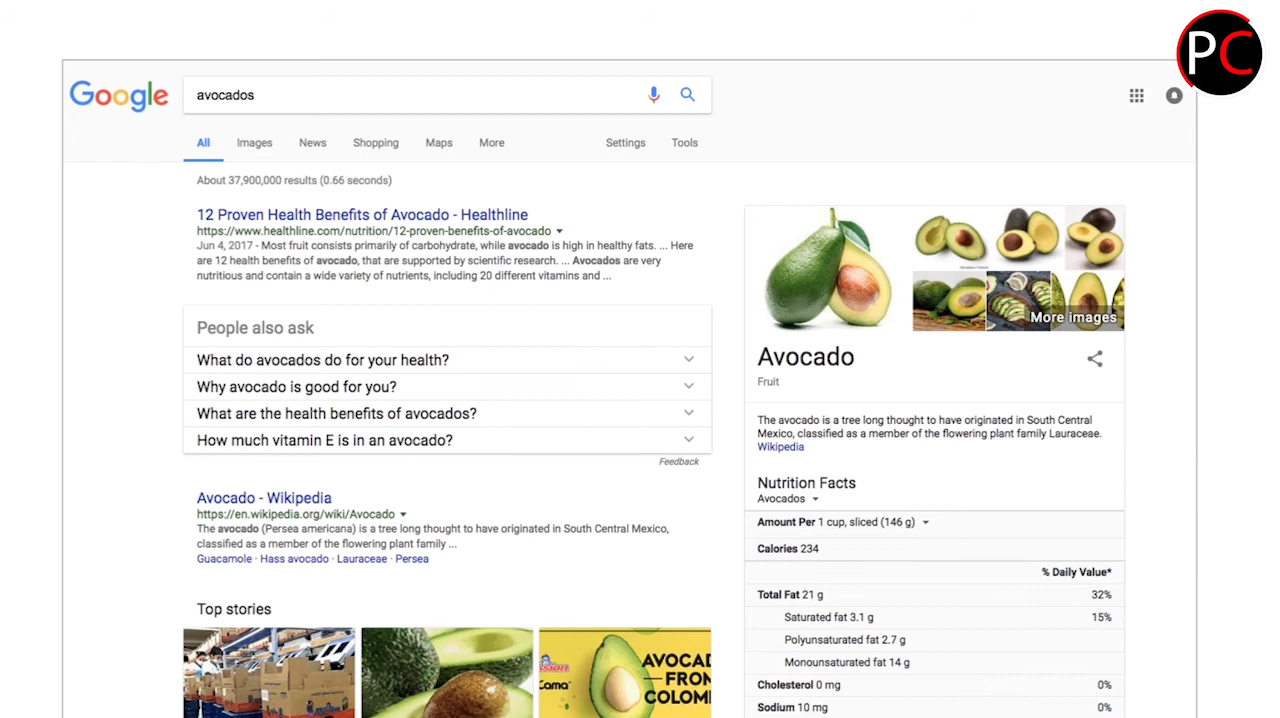 PC
Google
avocados
All Images News Shopping Maps More Settings Tools
About 37,900,000 results (0.66 seconds)
12 Proven Health Benefits of Avocado - Healthline
https://www.healthline.com/nutrition/12-proven-benefits-of-avocado
Jun 4, 2017 - Most fruit consists primarily of carbohydrate, while avocado is high in healthy fats. ... Here
are 12 health benefits of avocado, that are supported by scientific research. ... Avocados are very
nutritious and contain a wide variety of nutrients, including 20 different vitamins and ...
People also ask
What do avocados do for your health?
Why avocado is good for you?
What are the health benefits of avocados?
How much vitamin E is in an avocado?
Feedback
Avocado - Wikipedia
https://en.wikipedia.org/wiki/Avocado
The avocado (Persea americana) is a tree long thought to have originated in South Central Mexico,
classified as a member of the flowering plant family ...
Guacamole · Hass avocado · Lauraceae · Persea
Top stories
AVOCAD
FROM
COLOM
More images
Avocado
Fruit
The avocado is a tree long thought to have originated in South Central
Mexico, classified as a member of the flowering plant family Lauraceae.
Wikipedia
Nutrition Facts
Avocados
Amount Per 1 cup, sliced (146 g)
Calories 234
% Daily Value*
Total Fat 21 g 32%
Saturated fat 3.1 g 15%
Polyunsaturated fat 2.7 g
Monounsaturated fat 14 g
Cholesterol 0 mg 0%
Sodium 10 mg 0%